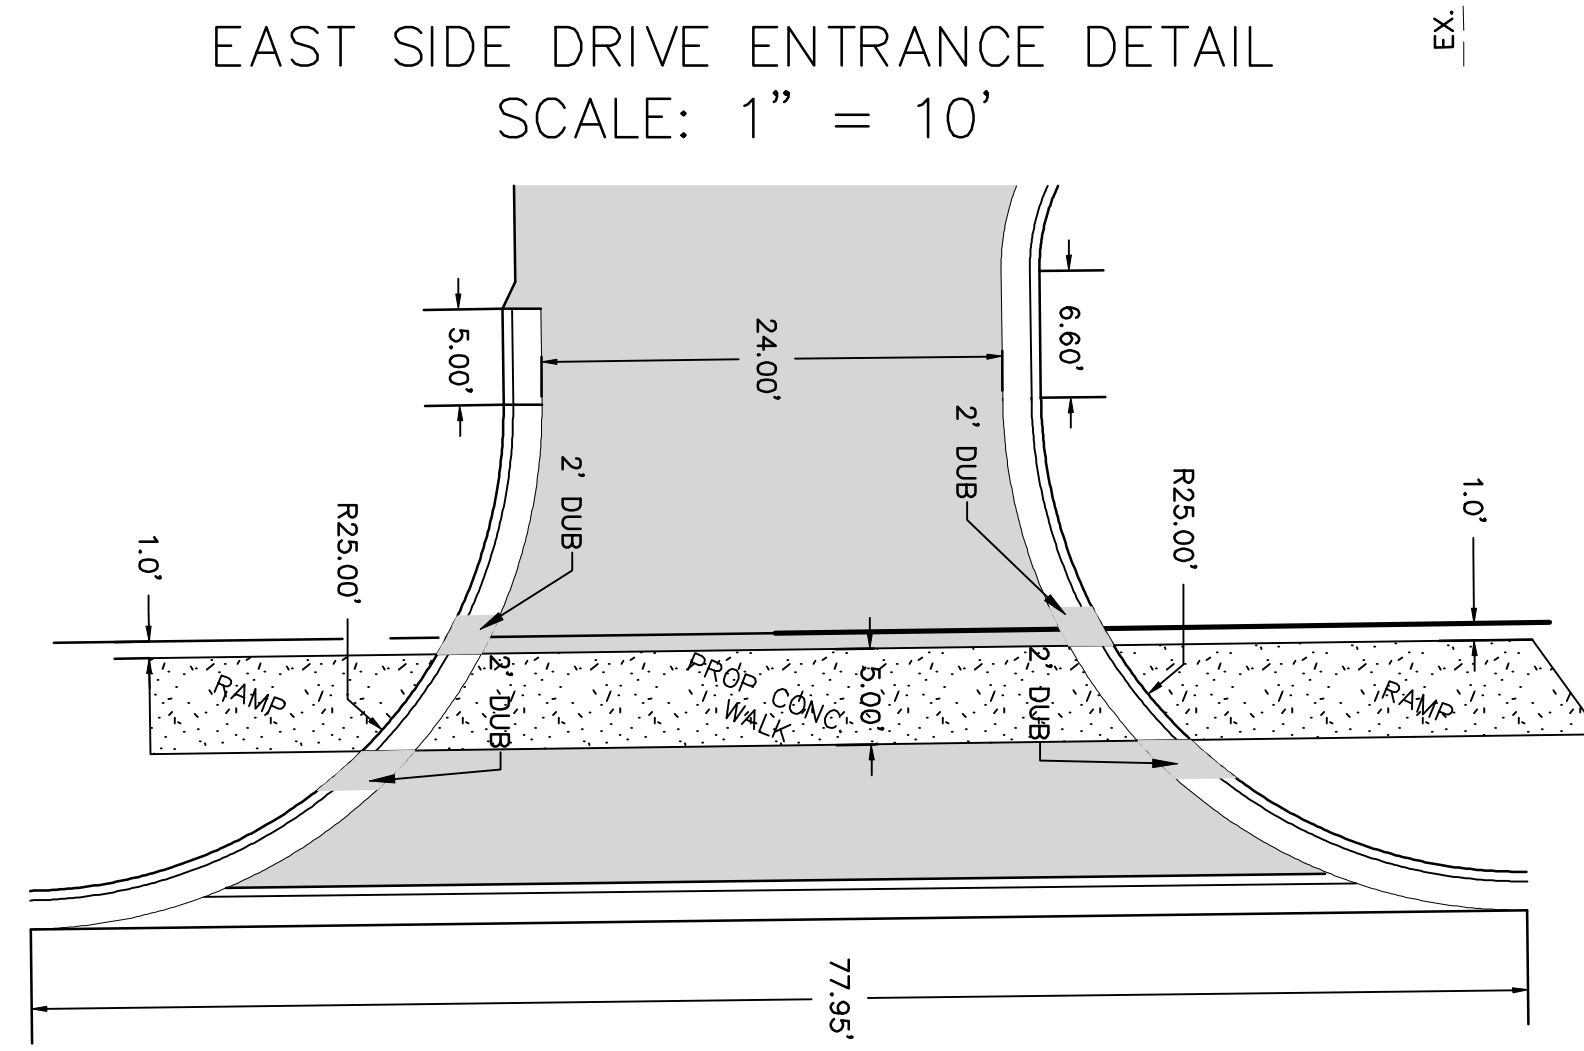 EAST SIDE DRIVE ENTRANCE DETAIL
SCALE: 1” = 10’
EX.
5.00’
24.00’
6.60’
2’ DUB
2’ DUB
1.0’
R25.00’
R25.00’
1.0’
RAMP
2’ DUB
PROP CONC
WALK
5.00’
2’ DUB
RAMP
77.95’